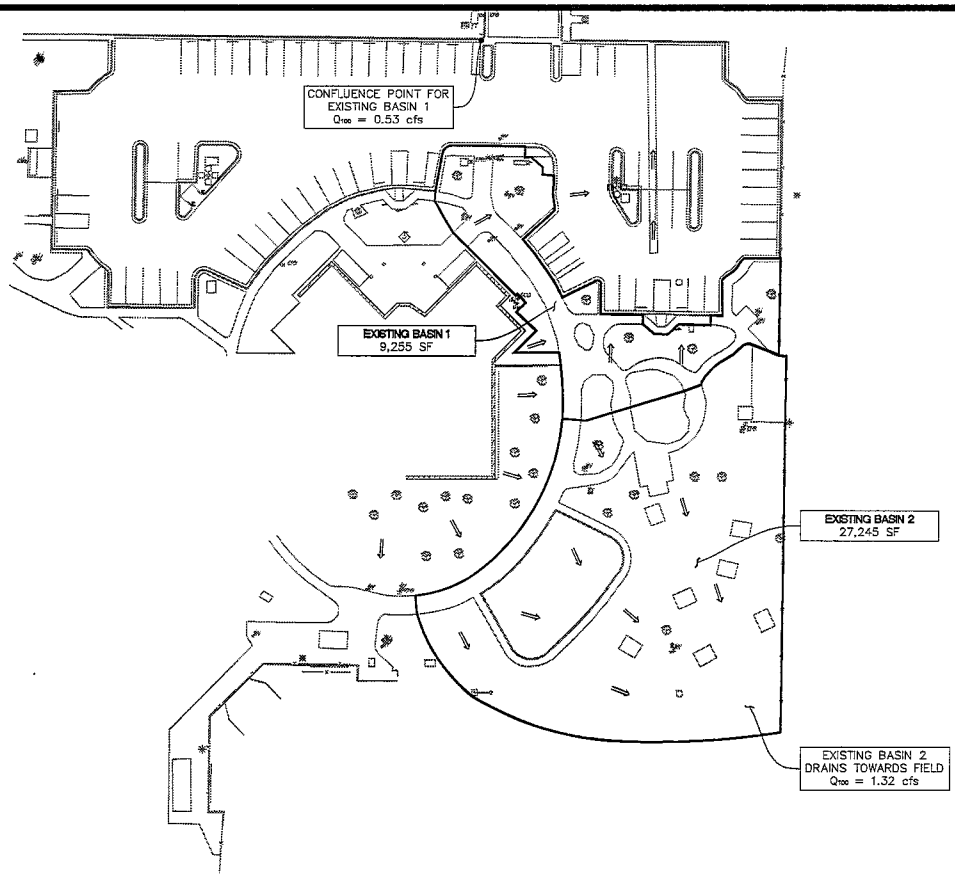 CONFLUENCE POINT FOR
EXISTING BASIN 1
Q₁₀₀ = 0.53 cfs
EXISTING BASIN 1
9,255 SF
EXISTING BASIN 2
27,245 SF
EXISTING BASIN 2
DRAINS TOWARDS FIELD
Q₁₀₀ = 1.32 cfs